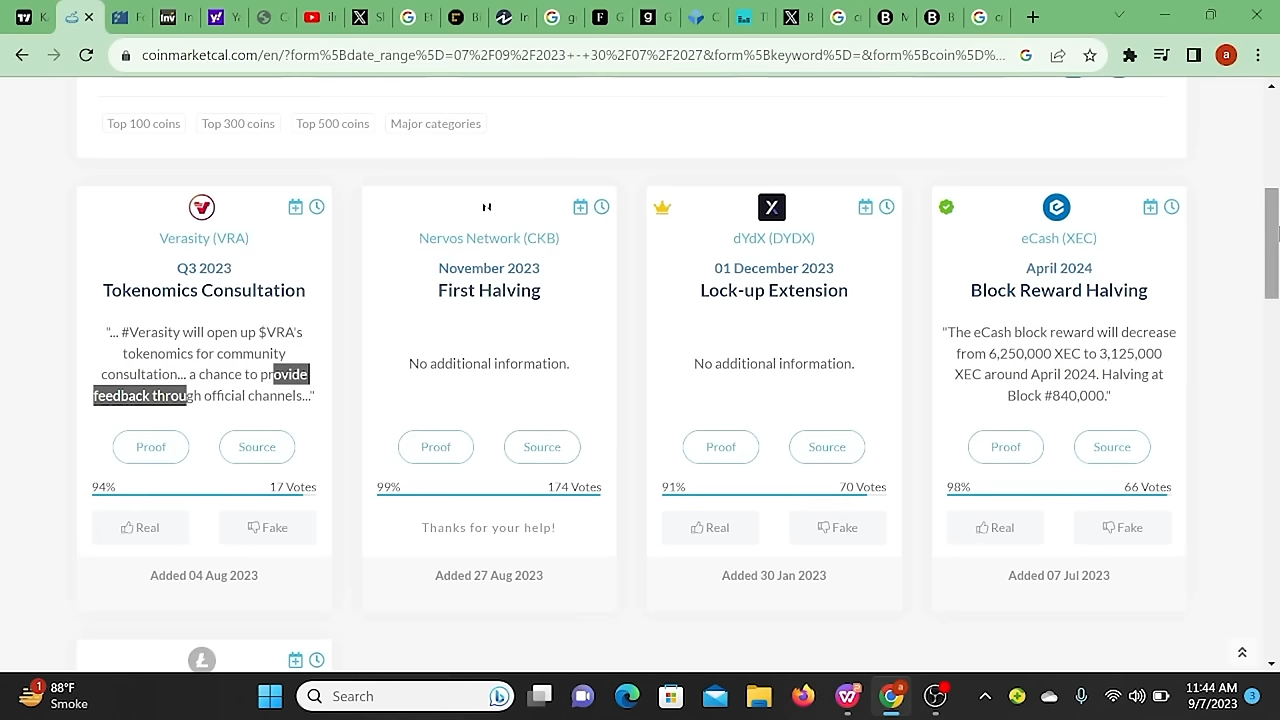 coinmarketcal.com/en/?form%5Bdate_range%5D=07%2F09%2F2023+-+30%2F07%2F2027&form%5Bkeyword%5D=&form%5Bcoin%5D%...
a
Top 100 coins
Top 300 coins
Top 500 coins
Major categories
Verasity (VRA)
Q3 2023
Tokenomics Consultation
"... #Verasity will open up $VRA's
tokenomics for community
consultation... a chance to provide
feedback through official channels..."
Proof
Source
94%
17 Votes
Real
Fake
Added 04 Aug 2023
Nervos Network (CKB)
November 2023
First Halving
No additional information.
Proof
Source
99%
174 Votes
Thanks for your help!
Added 27 Aug 2023
dYdX (DYDX)
01 December 2023
Lock-up Extension
No additional information.
Proof
Source
91%
70 Votes
Real
Fake
Added 30 Jan 2023
eCash (XEC)
April 2024
Block Reward Halving
"The eCash block reward will decrease
from 6,250,000 XEC to 3,125,000
XEC around April 2024. Halving at
Block #840,000."
Proof
Source
98%
66 Votes
Real
Fake
Added 07 Jul 2023
1
88°F
Smoke
Search
11:44 AM
9/7/2023
3